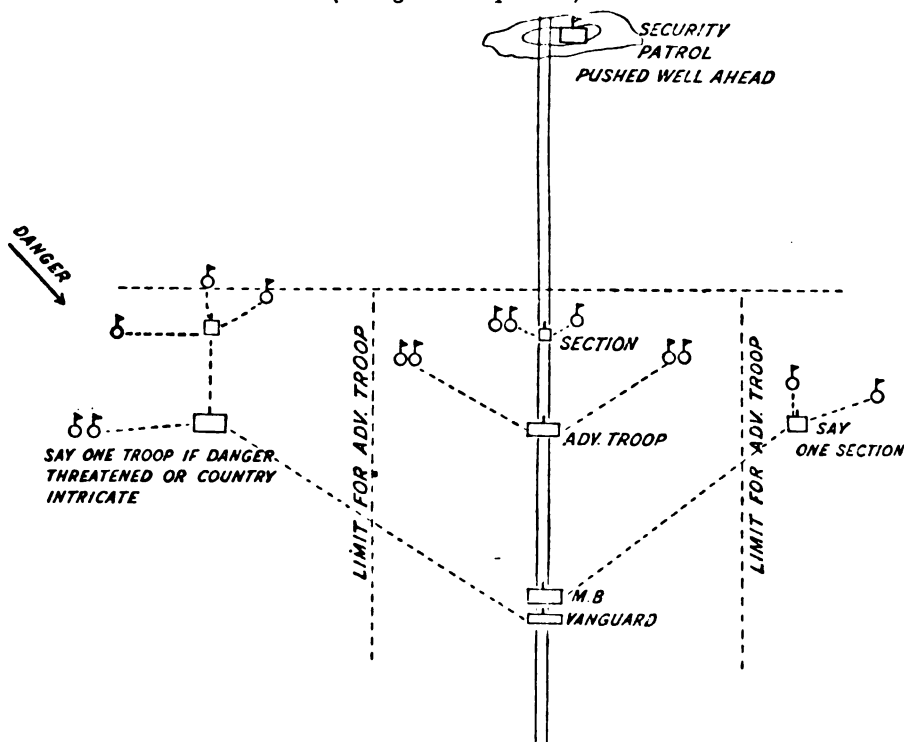 SECURITY
PATROL
PUSHED WELL AHEAD
DANGER
SECTION
LIMIT FOR ADV. TROOP
LIMIT FOR ADV. TROOP
ADV. TROOP
SAY
ONE SECTION
SAY ONE TROOP IF DANGER
THREATENED OR COUNTRY
INTRICATE
M.B
VANGUARD